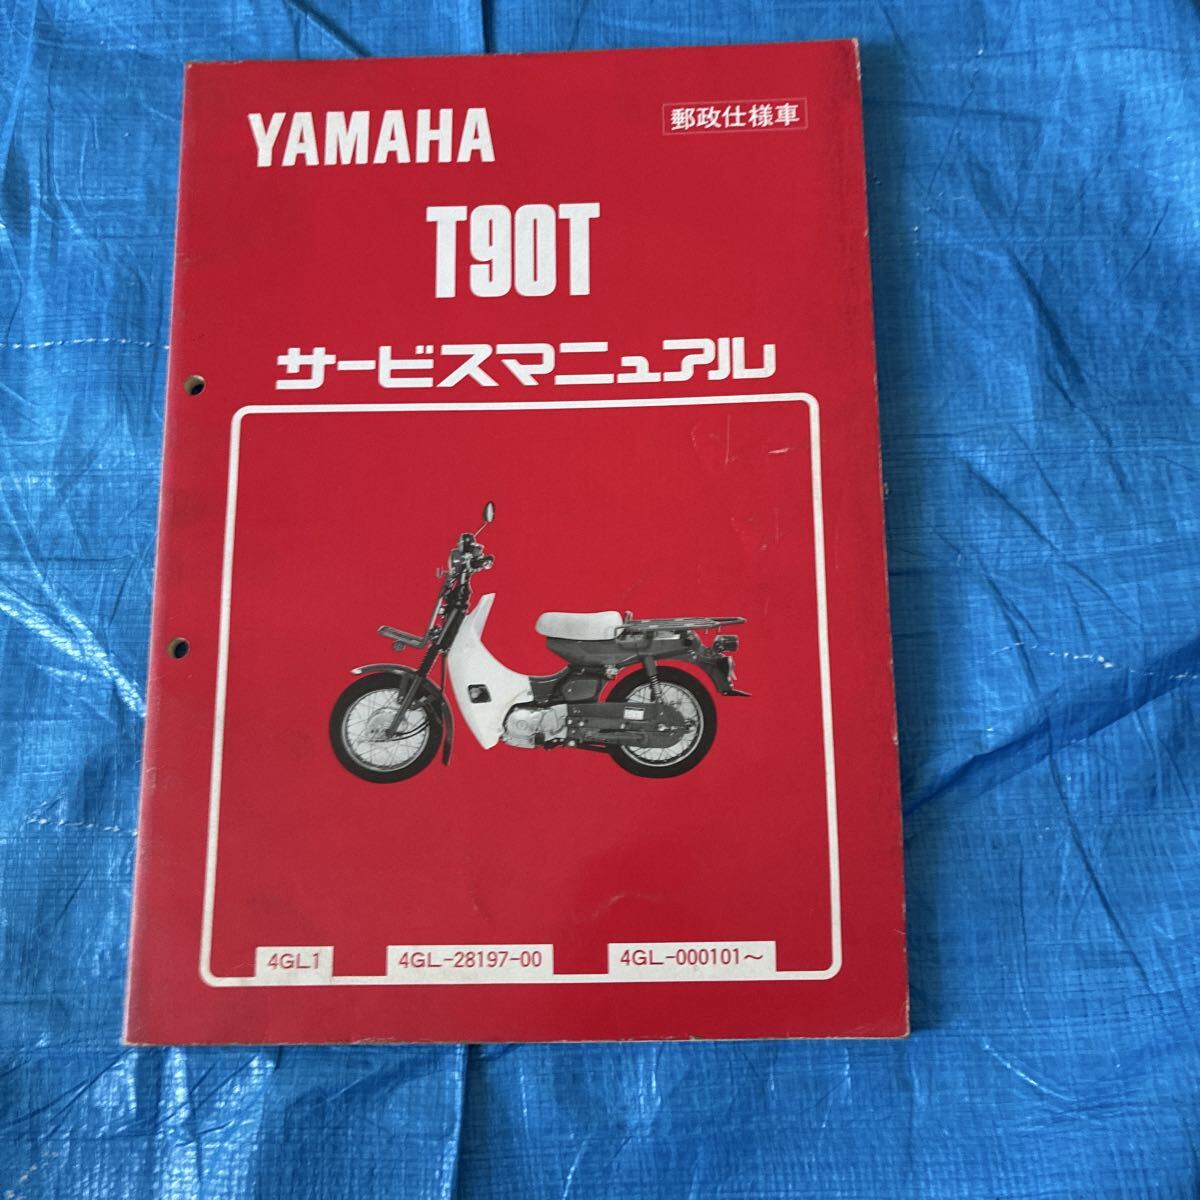 YAMAHA
郵政仕様車
T90T
サービスマニュアル
4GL1
4GL-28197-00
4GL-000101～